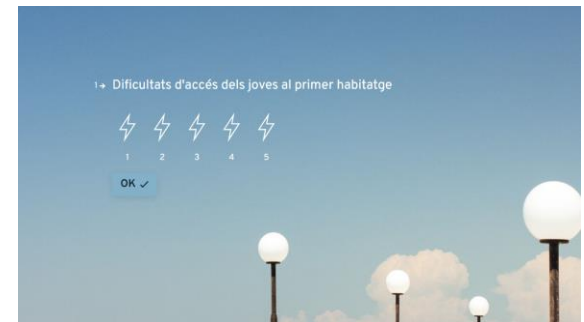 1→ Dificultats d'accés dels joves al primer habitatge
1 2 3 4 5
OK ✓